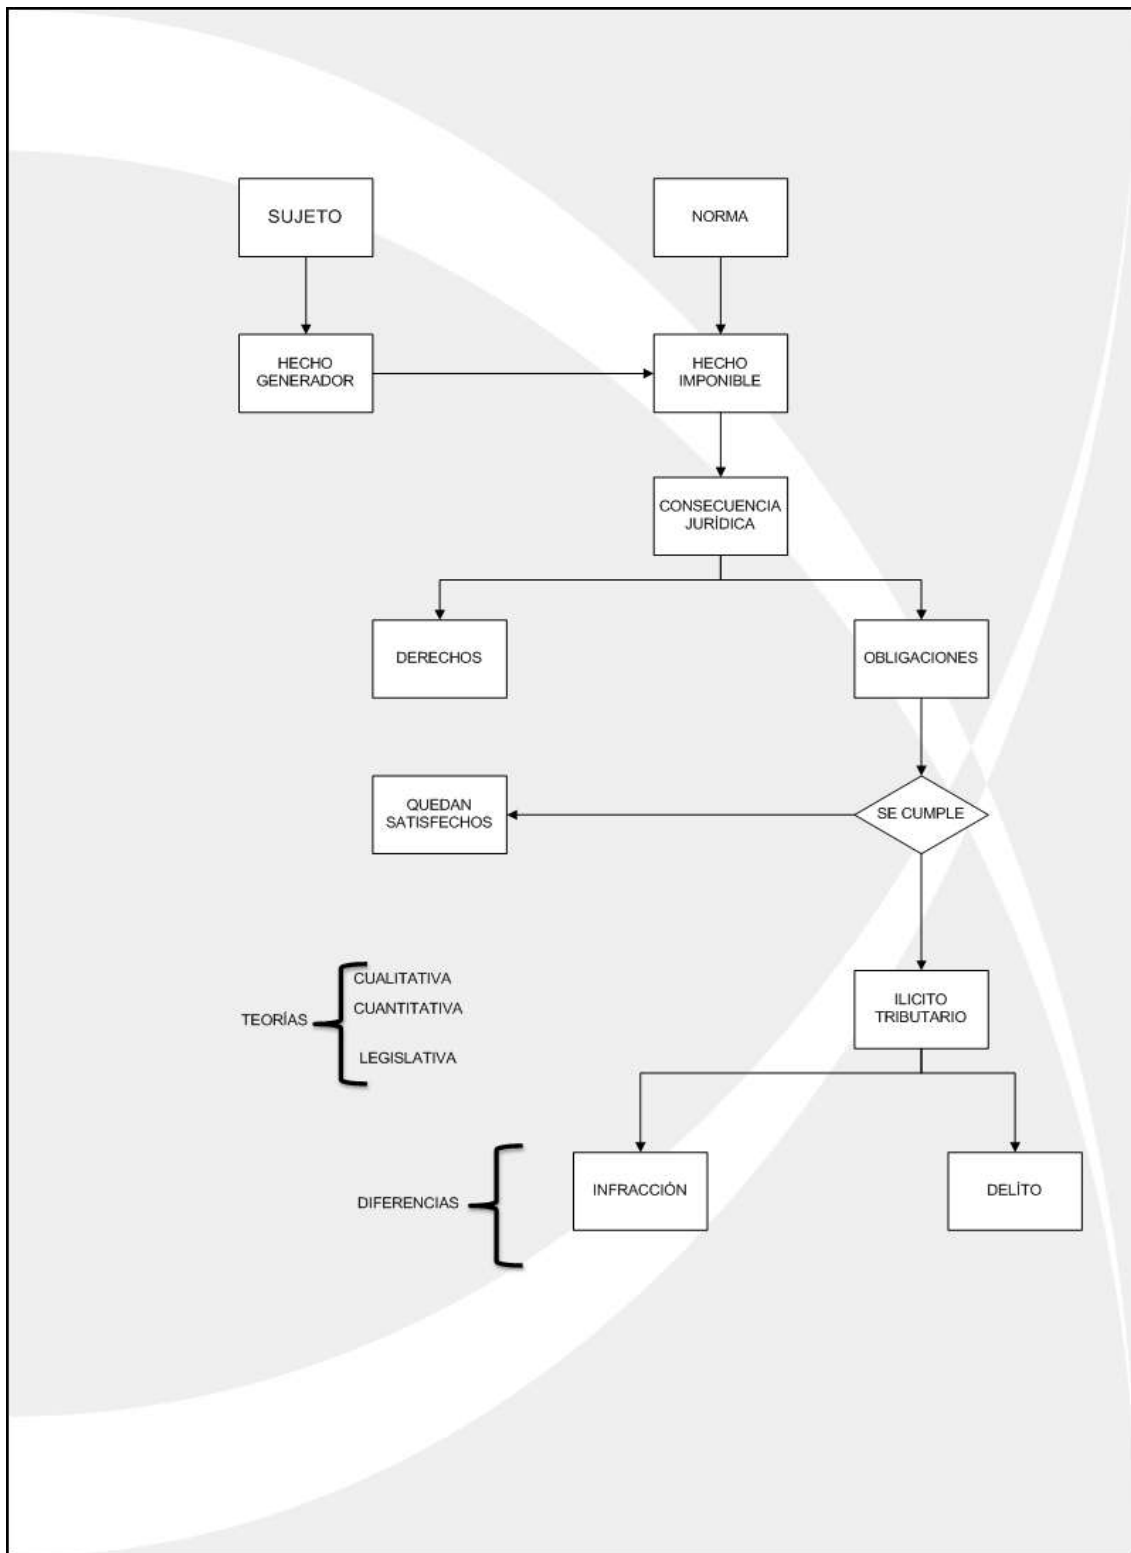 SUJETO
NORMA
HECHO
GENERADOR
HECHO
IMPONIBLE
CONSECUENCIA
JURÍDICA
DERECHOS
OBLIGACIONES
QUEDAN
SATISFECHOS
SE CUMPLE
TEORÍAS
CUALITATIVA
CUANTITATIVA
LEGISLATIVA
ILICITO
TRIBUTARIO
DIFERENCIAS
INFRACCIÓN
DELÍTO